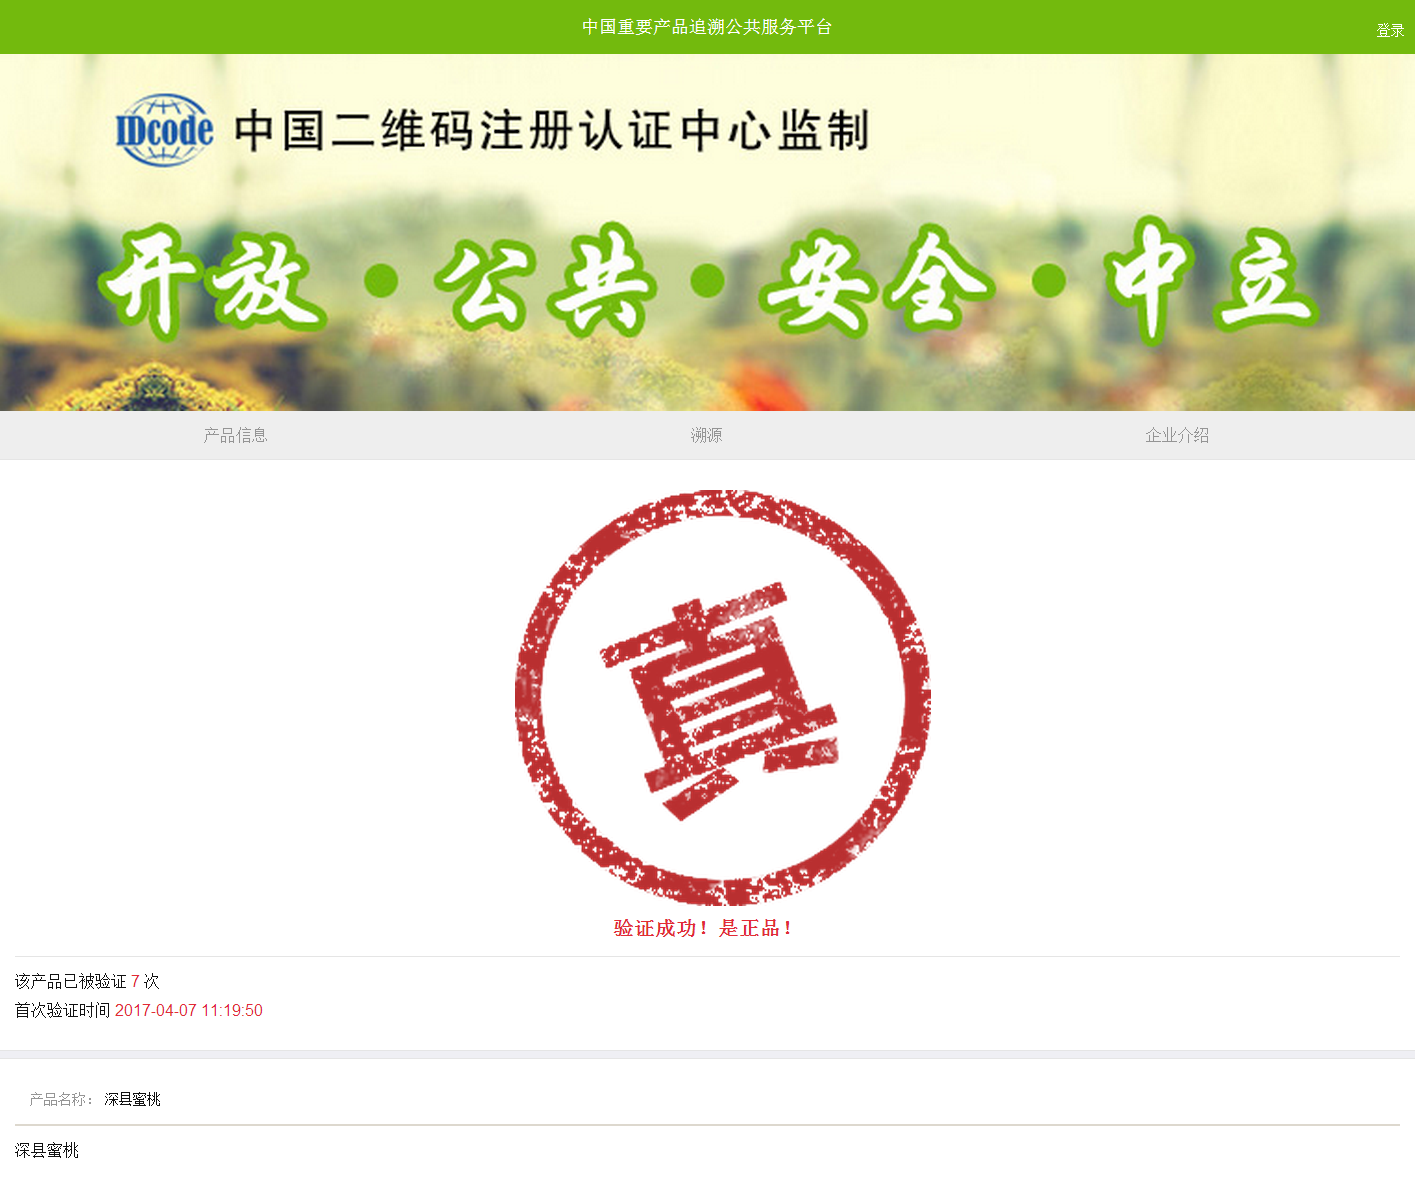 中国重要产品追溯公共服务平台
登录
IDcode 中国二维码注册认证中心监制
开放·公共·安全·中立
产品信息 溯源 企业介绍
真
验证成功！是正品！
该产品已被验证 7 次
首次验证时间 2017-04-07 11:19:50
产品名称： 深县蜜桃
深县蜜桃